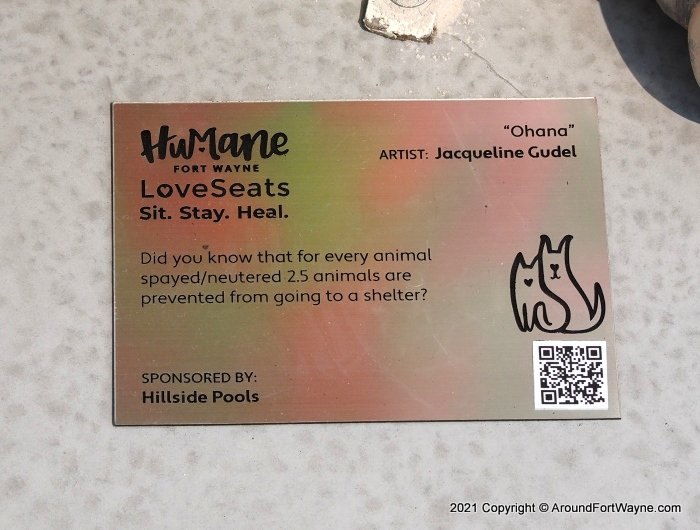 HuMane
FORT WAYNE
LoveSeats
Sit. Stay. Heal.
"Ohana"
ARTIST: Jacqueline Gudel
Did you know that for every animal
spayed/neutered 2.5 animals are
prevented from going to a shelter?
SPONSORED BY:
Hillside Pools
2021 Copyright © AroundFortWayne.com